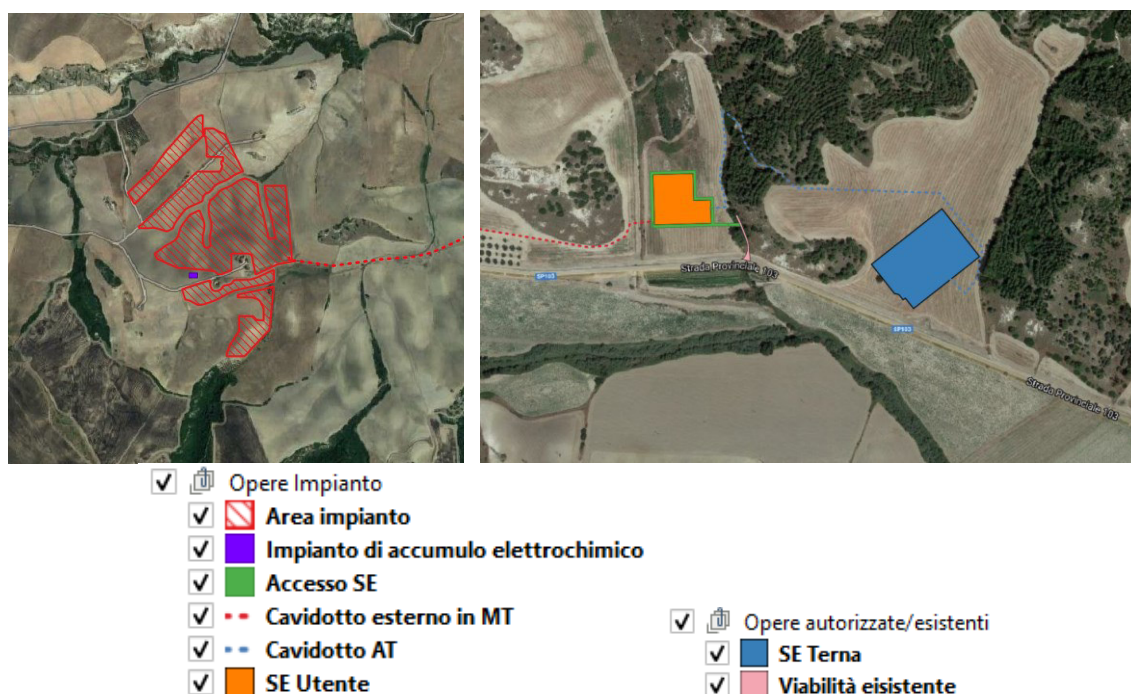 SP103
Strada Provinciale 103
SP103
Strada Provinciale 103
Opere Impianto
Area impianto
Impianto di accumulo elettrochimico
Accesso SE
Cavidotto esterno in MT
Cavidotto AT
SE Utente
Opere autorizzate/esistenti
SE Terna
Viabilità eisistente